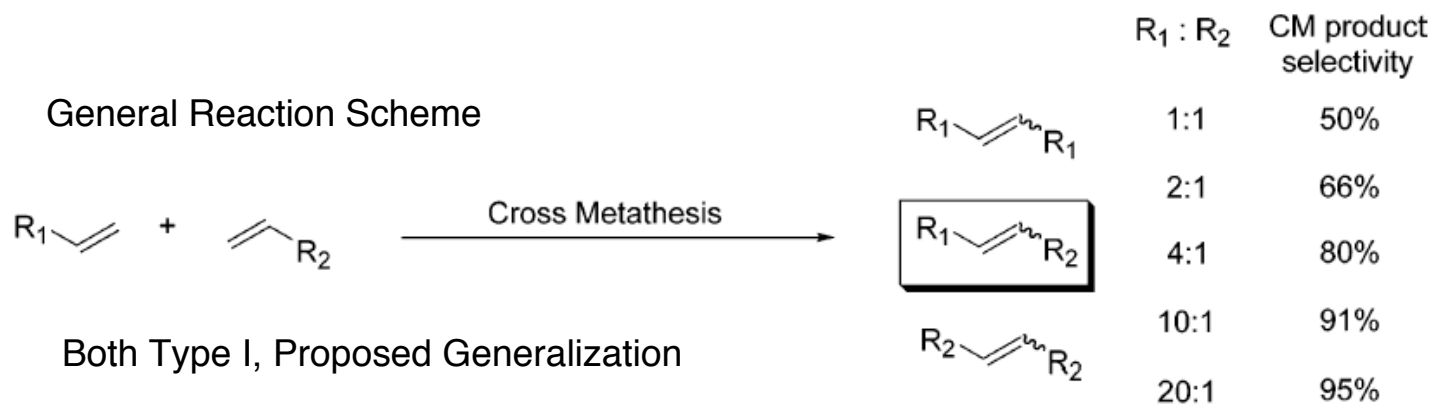 R₁ : R₂ CM product
selectivity
General Reaction Scheme
R₁ R₁ 1:1 50%
2:1 66%
R₁ + R₂ Cross Metathesis
R₁ R₂ 4:1 80%
10:1 91%
Both Type I, Proposed Generalization
R₂ R₂
20:1 95%